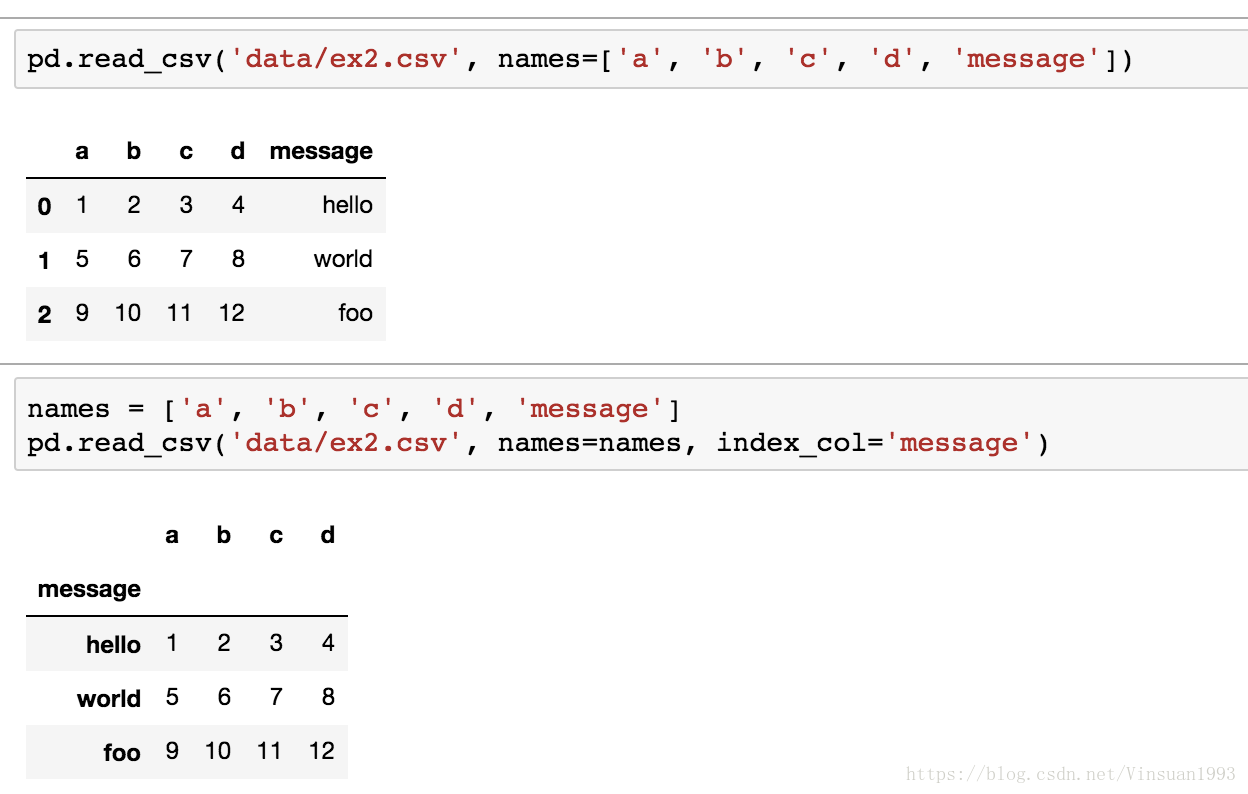 pd.read_csv('data/ex2.csv', names=['a', 'b', 'c', 'd', 'message'])
a b c d message
0 1 2 3 4 hello
1 5 6 7 8 world
2 9 10 11 12 foo
names = ['a', 'b', 'c', 'd', 'message']
pd.read_csv('data/ex2.csv', names=names, index_col='message')
a b c d
message
hello 1 2 3 4
world 5 6 7 8
foo 9 10 11 12
https://blog.csdn.net/Vinsuan1993